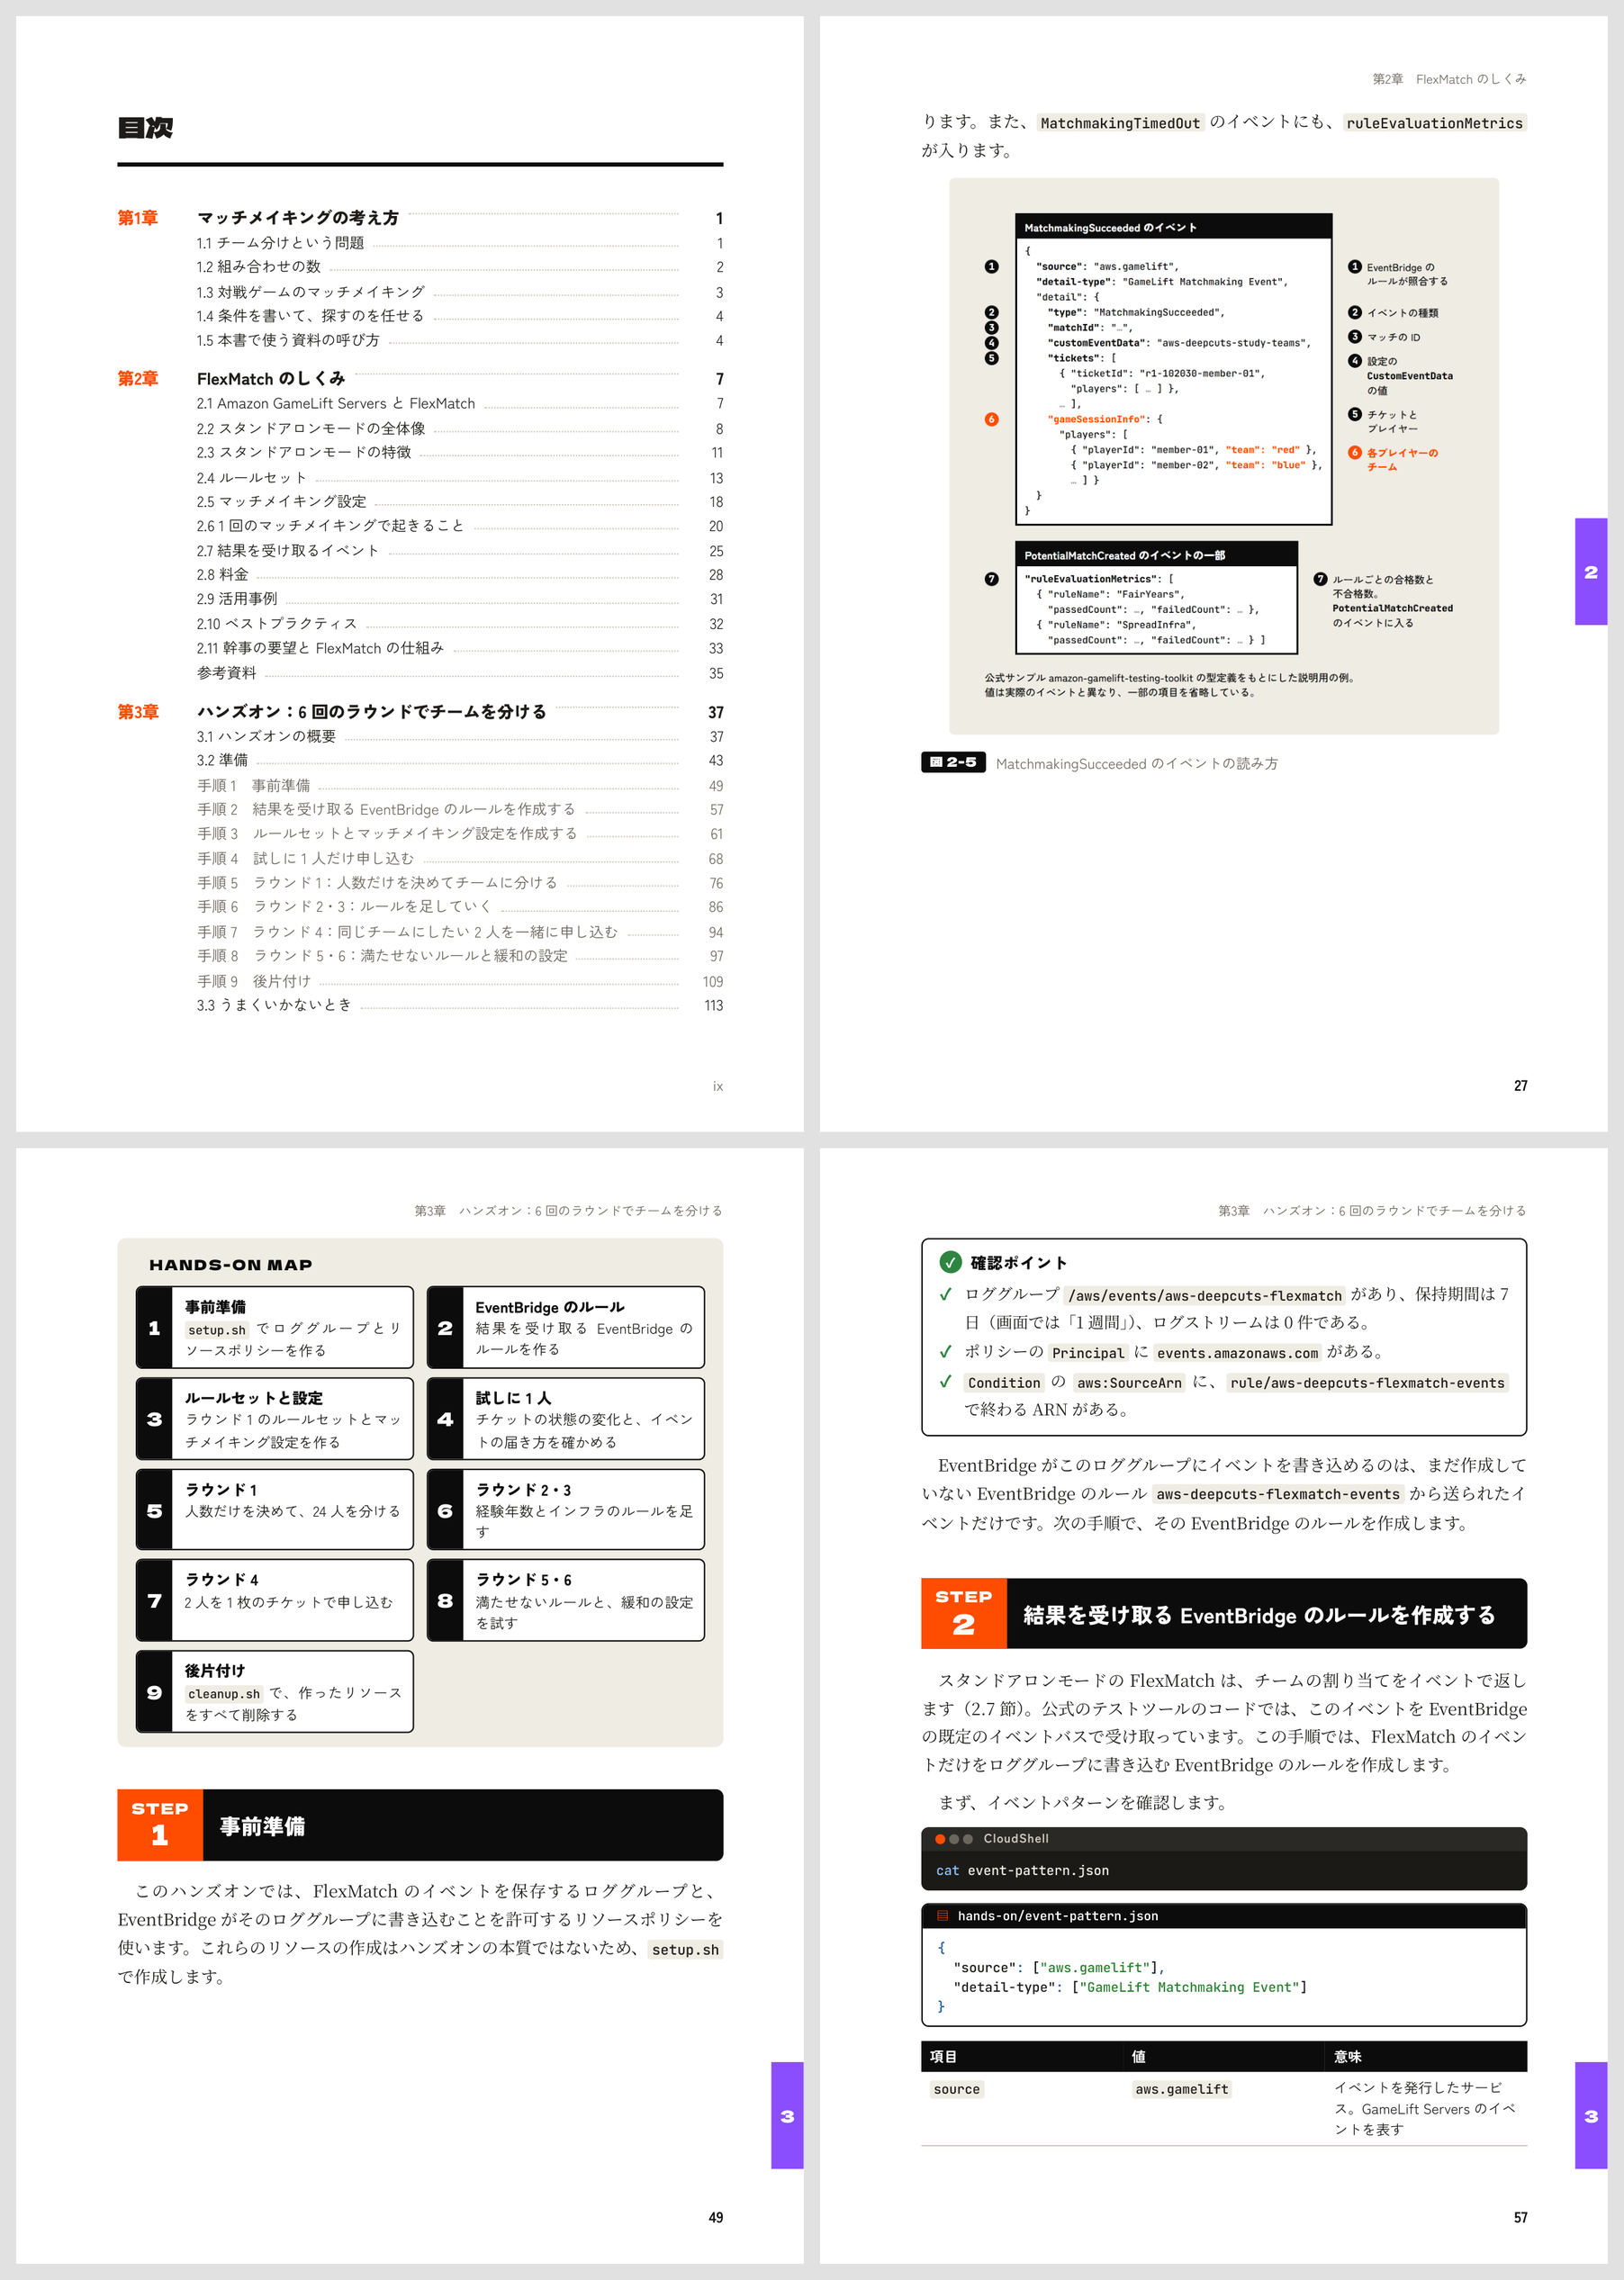 目次
第1章 マッチメイキングの考え方 1
1.1 チーム分けという問題 1
1.2 組み合わせの数 2
1.3 対戦ゲームのマッチメイキング 3
1.4 条件を書いて、探すのを任せる 4
1.5 本書で使う資料の呼び方 4
第2章 FlexMatch のしくみ 7
2.1 Amazon GameLift Servers と FlexMatch 7
2.2 スタンドアロンモードの全体像 8
2.3 スタンドアロンモードの特徴 11
2.4 ルールセット 13
2.5 マッチメイキング設定 18
2.6 1 回のマッチメイキングで起きること 20
2.7 結果を受け取るイベント 25
2.8 料金 28
2.9 活用事例 31
2.10 ベストプラクティス 32
2.11 幹事の要望と FlexMatch の仕組み 33
参考資料 35
第3章 ハンズオン：6 回のラウンドでチームを分ける 37
3.1 ハンズオンの概要 37
3.2 準備 43
手順 1　事前準備 49
手順 2　結果を受け取る EventBridge のルールを作成する 57
手順 3　ルールセットとマッチメイキング設定を作成する 61
手順 4　試しに 1 人だけ申し込む 68
手順 5　ラウンド 1：人数だけを決めてチームに分ける 76
手順 6　ラウンド 2・3：ルールを足していく 86
手順 7　ラウンド 4：同じチームにしたい 2 人を一緒に申し込む 94
手順 8　ラウンド 5・6：満たせないルールと緩和の設定 97
手順 9　後片付け 109
3.3 うまくいかないとき 113
ix
第2章　FlexMatch のしくみ
ります。また、MatchmakingTimedOut のイベントにも、ruleEvaluationMetrics
が入ります。
MatchmakingSucceeded のイベント
{
1 "source": "aws.gamelift",
"detail-type": "GameLift Matchmaking Event",
"detail": {
2 "type": "MatchmakingSucceeded",
3 "matchId": "…",
4 "customEventData": "aws-deepcuts-study-teams",
5 "tickets": [
{ "ticketId": "r1-102030-member-01",
"players": [ … ] },
… ],
6 "gameSessionInfo": {
"players": [
{ "playerId": "member-01", "team": "red" },
{ "playerId": "member-02", "team": "blue" },
… ] }
}
}
1 EventBridge の
ルールが照合する
2 イベントの種類
3 マッチの ID
4 設定の
CustomEventData
の値
5 チケットと
プレイヤー
6 各プレイヤーの
チーム
PotentialMatchCreated のイベントの一部
7 "ruleEvaluationMetrics": [
{ "ruleName": "FairYears",
"passedCount": …, "failedCount": … },
{ "ruleName": "SpreadInfra",
"passedCount": …, "failedCount": … } ]
7 ルールごとの合格数と
不合格数。
PotentialMatchCreated
のイベントに入る
公式サンプル amazon-gamelift-testing-toolkit の型定義をもとにした説明用の例。
値は実際のイベントと異なり、一部の項目を省略している。
図 2-5 MatchmakingSucceeded のイベントの読み方
2
27
第3章　ハンズオン：6 回のラウンドでチームを分ける
HANDS-ON MAP
1 事前準備
setup.sh でロググループとリ
ソースポリシーを作る
2 EventBridge のルール
結果を受け取る EventBridge の
ルールを作る
3 ルールセットと設定
ラウンド 1 のルールセットとマッ
チメイキング設定を作る
4 試しに 1 人
チケットの状態の変化と、イベン
トの届き方を確かめる
5 ラウンド 1
人数だけを決めて、24 人を分ける
6 ラウンド 2・3
経験年数とインフラのルールを足
す
7 ラウンド 4
2 人を 1 枚のチケットで申し込む
8 ラウンド 5・6
満たせないルールと、緩和の設定
を試す
9 後片付け
cleanup.sh で、作ったリソース
をすべて削除する
STEP
1
事前準備
このハンズオンでは、FlexMatch のイベントを保存するロググループと、
EventBridge がそのロググループに書き込むことを許可するリソースポリシーを
使います。これらのリソースの作成はハンズオンの本質ではないため、setup.sh
で作成します。
3
49
第3章　ハンズオン：6 回のラウンドでチームを分ける
確認ポイント
✓ ロググループ /aws/events/aws-deepcuts-flexmatch があり、保持期間は 7
日（画面では「1 週間」）、ログストリームは 0 件である。
✓ ポリシーの Principal に events.amazonaws.com がある。
✓ Condition の aws:SourceArn に、rule/aws-deepcuts-flexmatch-events
で終わる ARN がある。
EventBridge がこのロググループにイベントを書き込めるのは、まだ作成して
いない EventBridge のルール aws-deepcuts-flexmatch-events から送られたイ
ベントだけです。次の手順で、その EventBridge のルールを作成します。
STEP
2
結果を受け取る EventBridge のルールを作成する
スタンドアロンモードの FlexMatch は、チームの割り当てをイベントで返し
ます（2.7 節）。公式のテストツールのコードでは、このイベントを EventBridge
の既定のイベントバスで受け取っています。この手順では、FlexMatch のイベン
トだけをロググループに書き込む EventBridge のルールを作成します。
まず、イベントパターンを確認します。
CloudShell
cat event-pattern.json
hands-on/event-pattern.json
{
"source": ["aws.gamelift"],
"detail-type": ["GameLift Matchmaking Event"]
}
項目 値 意味
source aws.gamelift イベントを発行したサービ
ス。GameLift Servers のイベ
ントを表す
3
57